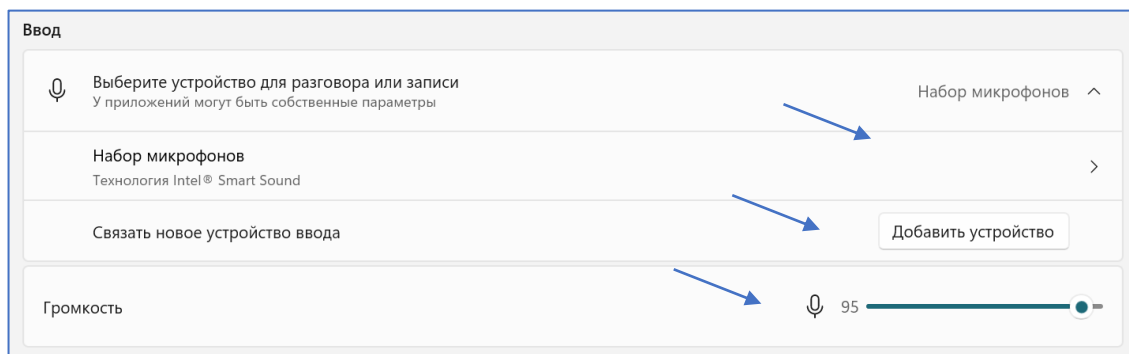 Ввод
Выберите устройство для разговора или записи
У приложений могут быть собственные параметры
Набор микрофонов
Набор микрофонов
Технология Intel® Smart Sound
Связать новое устройство ввода
Добавить устройство
Громкость
95